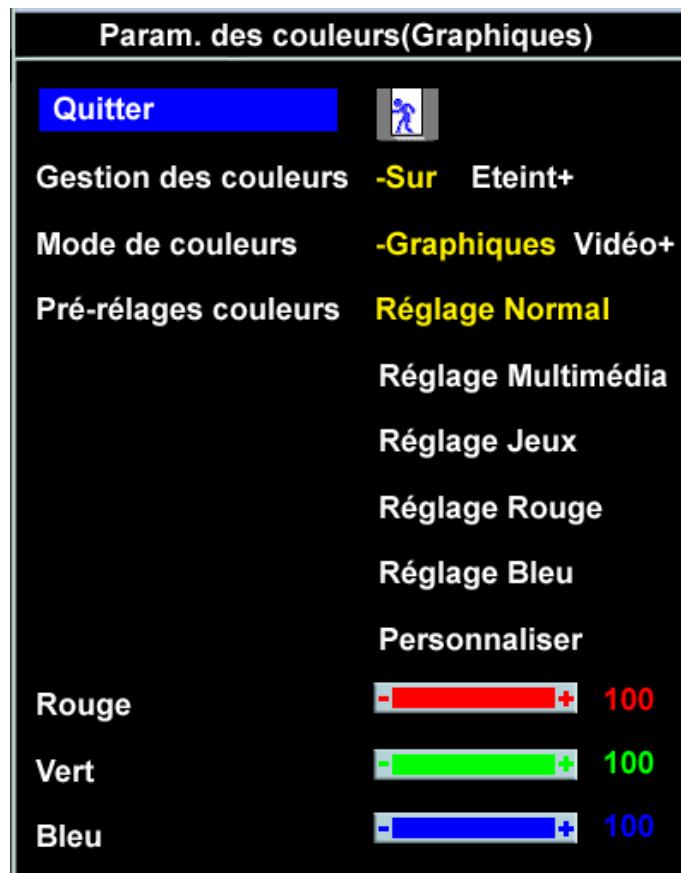 Param. des couleurs(Graphiques)
Quitter
Gestion des couleurs -Sur Eteint+
Mode de couleurs -Graphiques Vidéo+
Pré-rélages couleurs Réglage Normal
Réglage Multimédia
Réglage Jeux
Réglage Rouge
Réglage Bleu
Personnaliser
Rouge - + 100
Vert - + 100
Bleu - + 100